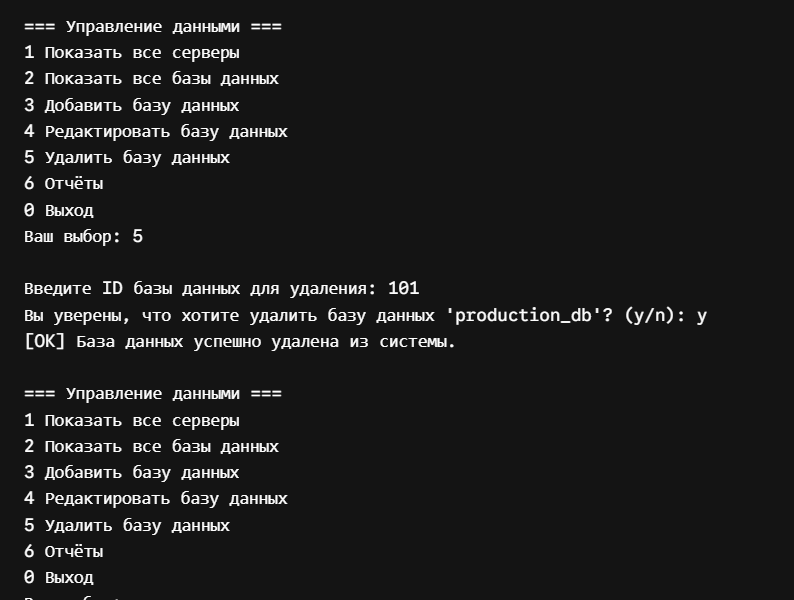 === Управление данными ===
1 Показать все серверы
2 Показать все базы данных
3 Добавить базу данных
4 Редактировать базу данных
5 Удалить базу данных
6 Отчёты
0 Выход
Ваш выбор: 5
Введите ID базы данных для удаления: 101
Вы уверены, что хотите удалить базу данных 'production_db'? (y/n): y
[OK] База данных успешно удалена из системы.
=== Управление данными ===
1 Показать все серверы
2 Показать все базы данных
3 Добавить базу данных
4 Редактировать базу данных
5 Удалить базу данных
6 Отчёты
0 Выход